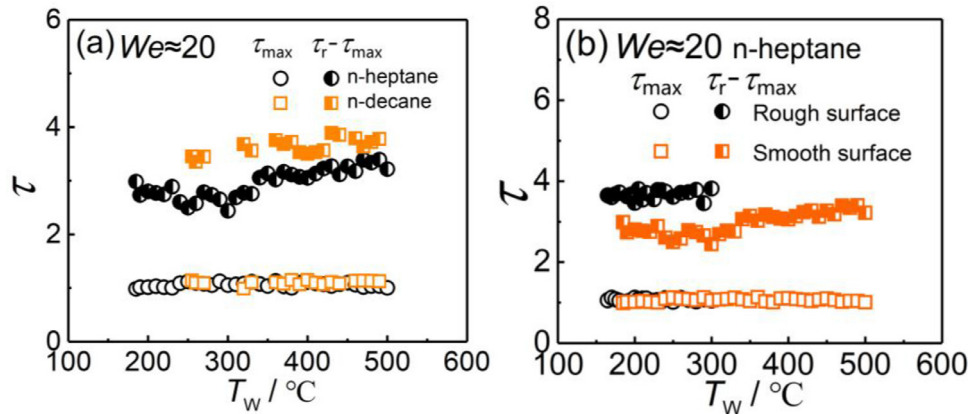 (a) We≈20
τmax τr-τmax
n-heptane
n-decane
τ
6
4
2
0
100 200 300 400 500 600
TW / °C
(b) We≈20 n-heptane
τmax τr-τmax
Rough surface
Smooth surface
τ
8
6
4
2
0
100 200 300 400 500 600
TW / °C